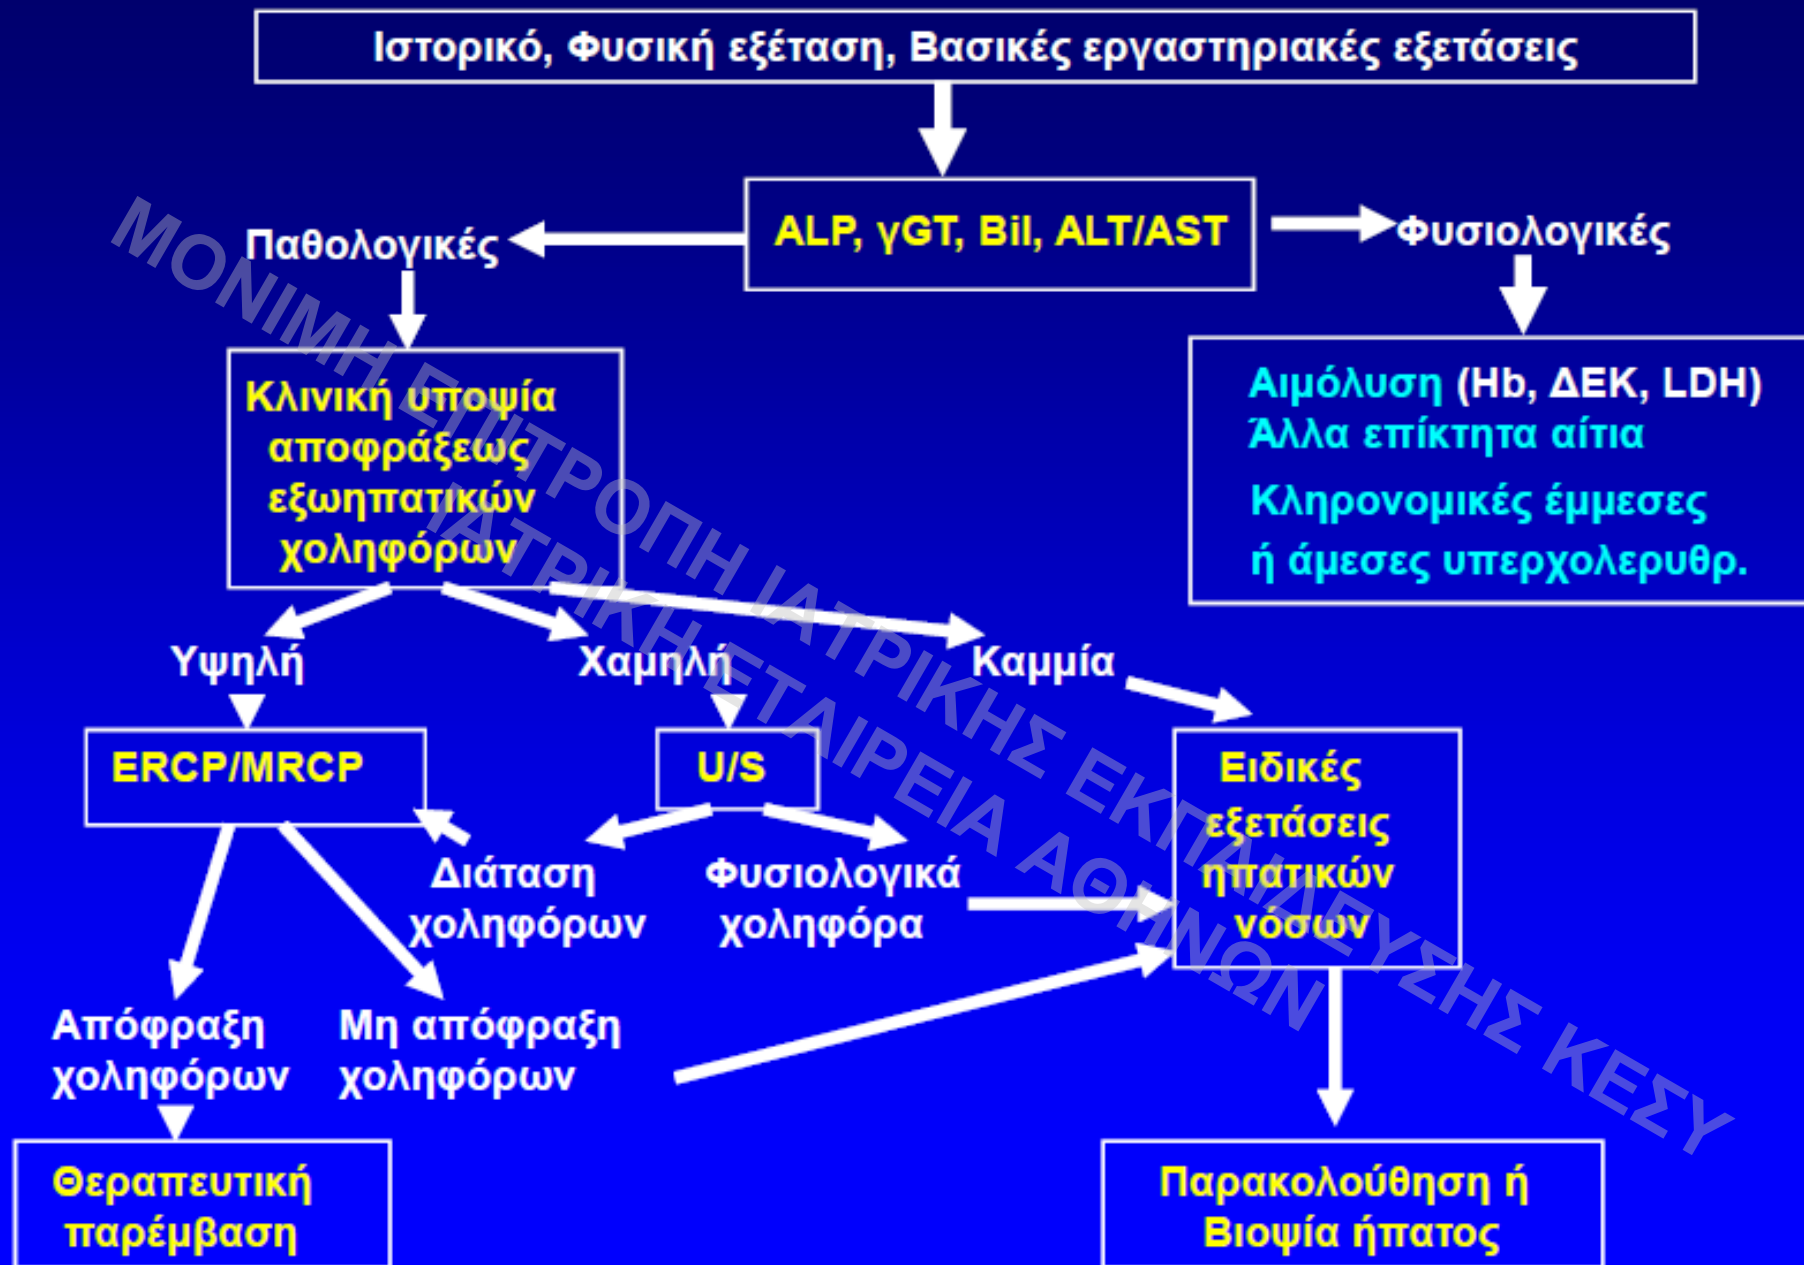 Ιστορικό, Φυσική εξέταση, Βασικές εργαστηριακές εξετάσεις
ALP, γGT, Bil, ALT/AST
Παθολογικές
Φυσιολογικές
Κλινική υποψία
αποφράξεως
εξωηπατικών
χοληφόρων
Αιμόλυση (Hb, ΔΕΚ, LDH)
Άλλα επίκτητα αίτια
Κληρονομικές έμμεσες
ή άμεσες υπερχολερυθρ.
Υψηλή
Χαμηλή
Καμμία
ERCP/MRCP
U/S
Ειδικές
εξετάσεις
ηπατικών
νόσων
Διάταση
χοληφόρων
Φυσιολογικά
χοληφόρα
Απόφραξη
χοληφόρων
Μη απόφραξη
χοληφόρων
Θεραπευτική
παρέμβαση
Παρακολούθηση ή
Βιοψία ήπατος
ΜΟΝΙΜΗ ΕΠΙΤΡΟΠΗ ΙΑΤΡΙΚΗΣ ΕΚΠΑΙΔΕΥΣΗΣ ΚΕΣΥ
ΙΑΤΡΙΚΗ ΕΤΑΙΡΕΙΑ ΑΘΗΝΩΝ